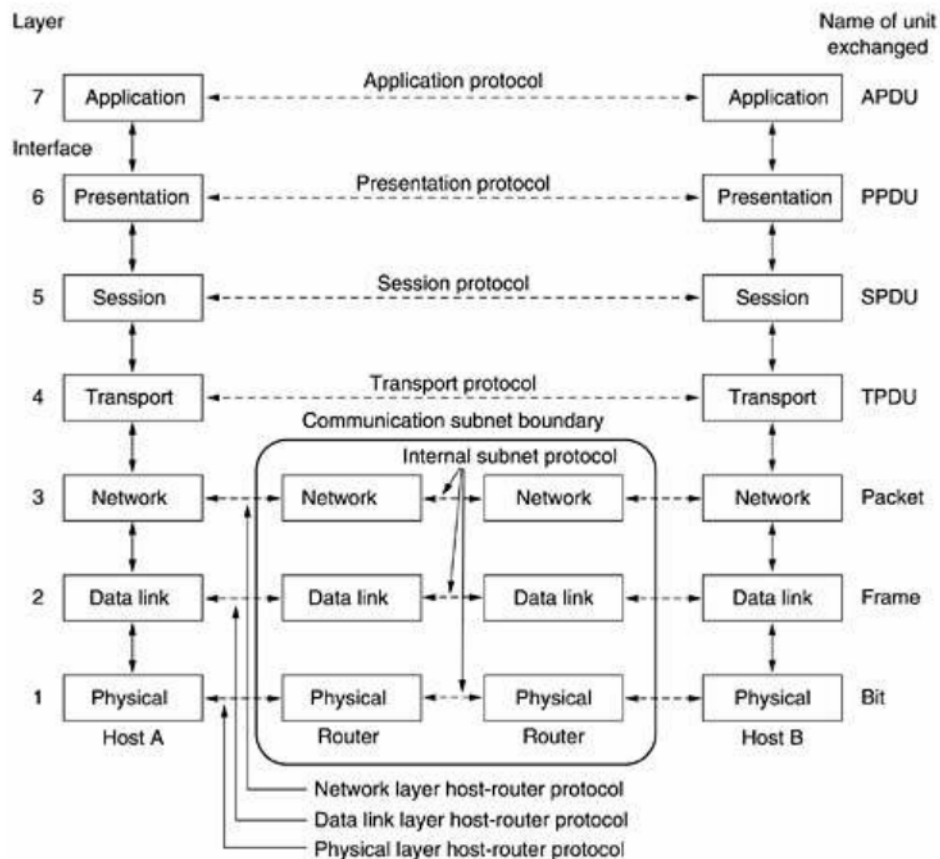 Layer
Name of unit
exchanged
Application protocol
7 Application Application APDU
Interface
Presentation protocol
6 Presentation Presentation PPDU
Session protocol
5 Session Session SPDU
Transport protocol
4 Transport Transport TPDU
Communication subnet boundary
Internal subnet protocol
3 Network Network Network Network Packet
2 Data link Data link Data link Data link Frame
1 Physical Physical Physical Physical Bit
Host A Router Router Host B
Network layer host-router protocol
Data link layer host-router protocol
Physical layer host-router protocol